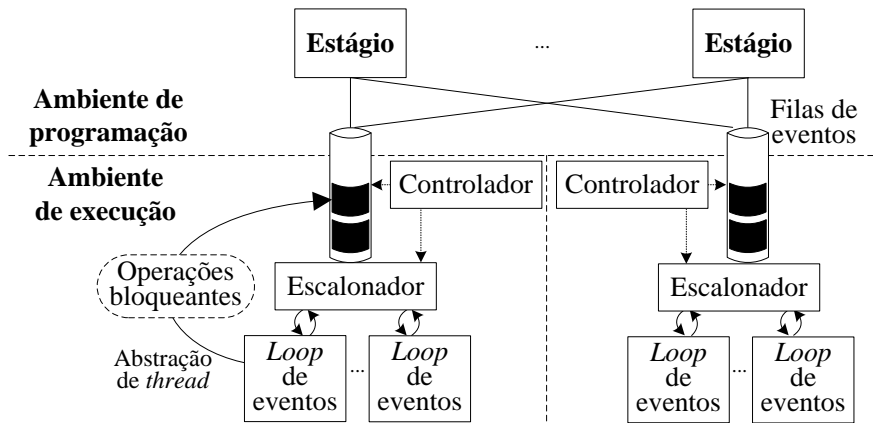 Estágio
...
Estágio
Ambiente de
programação
Filas de
eventos
Ambiente
de execução
Controlador
Controlador
Operações
bloqueantes
Escalonador
Escalonador
Abstração
de thread
Loop
de
eventos
...
Loop
de
eventos
Loop
de
eventos
...
Loop
de
eventos